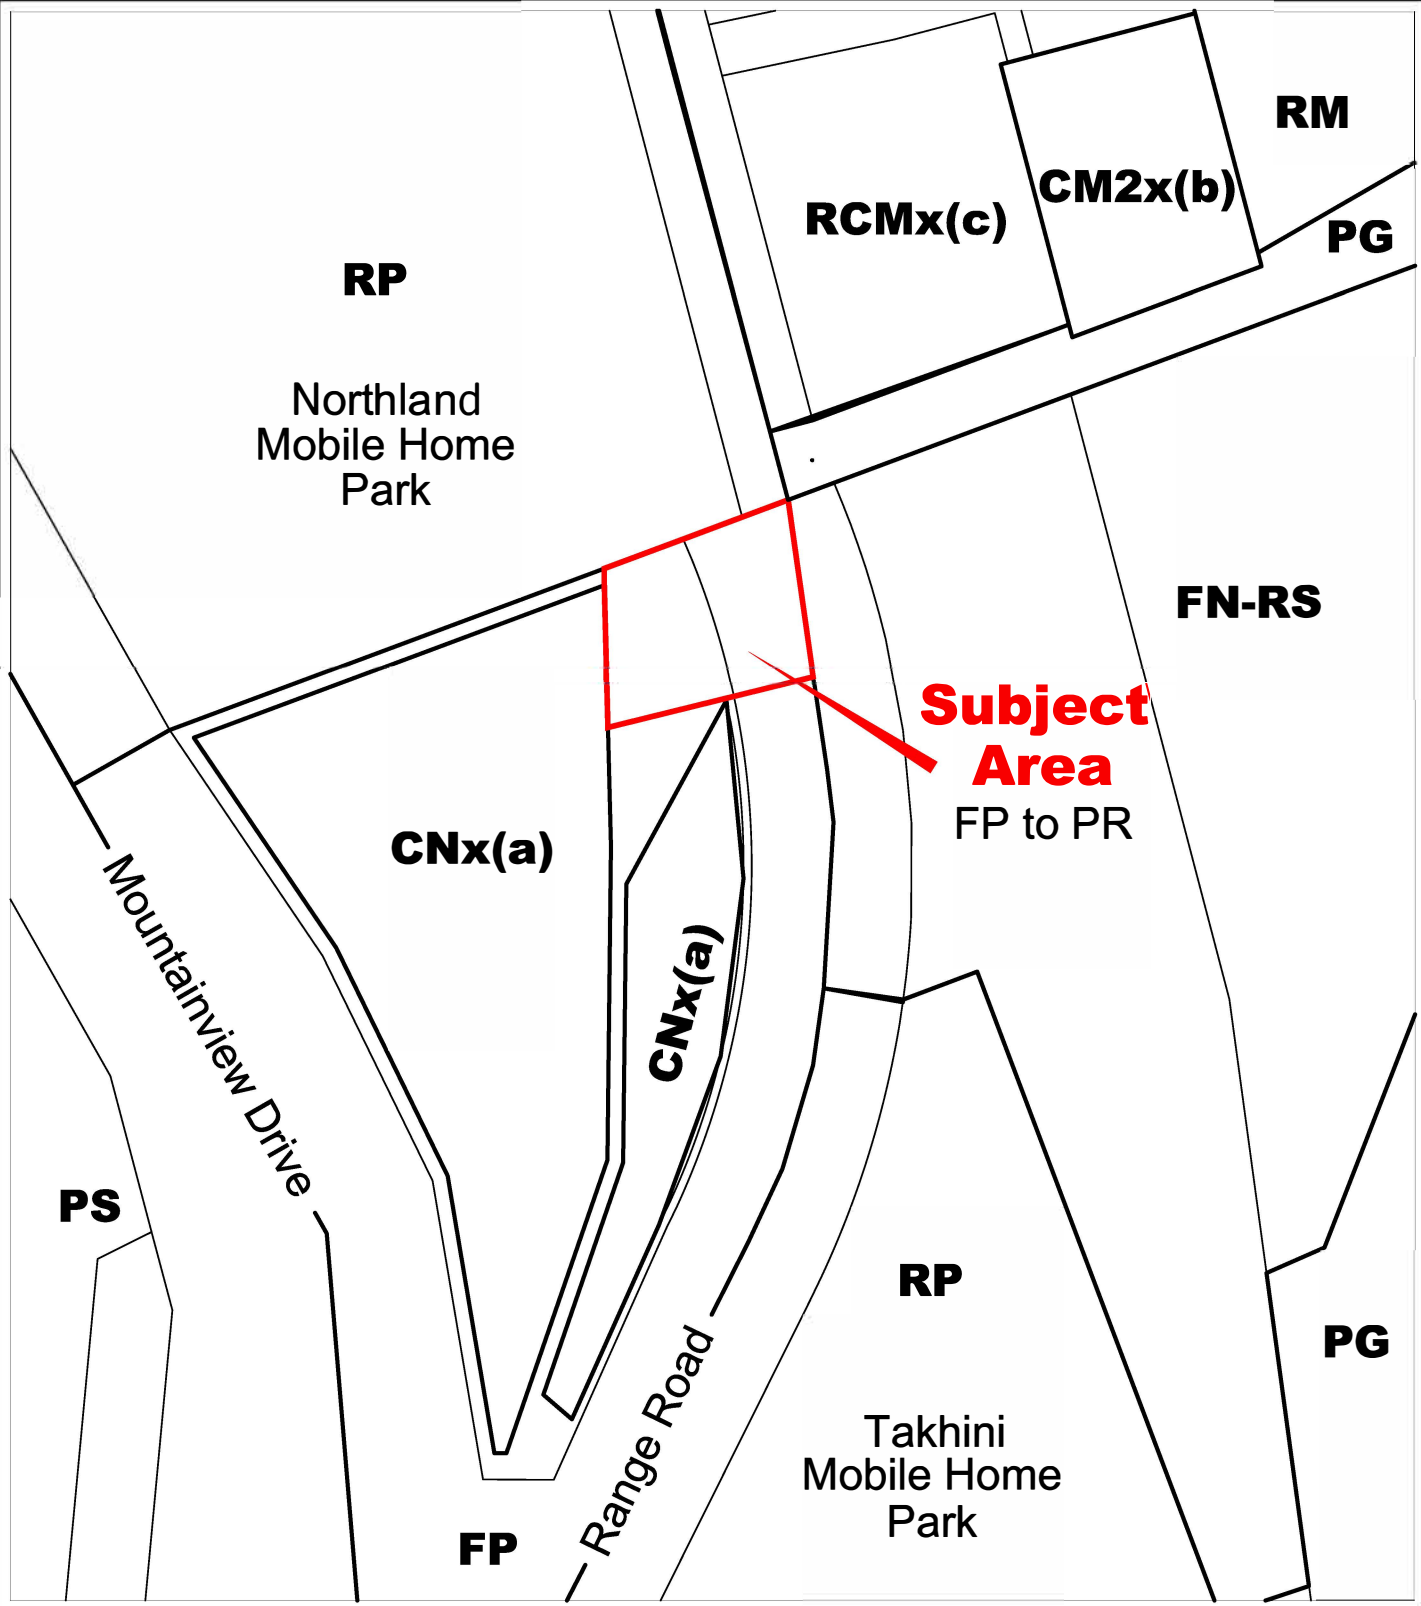 RM
CM2x(b)
RCMx(c)
PG
RP
Northland
Mobile Home
Park
FN-RS
Subject
Area
FP to PR
CNx(a)
CNx(a)
Mountainview Drive
PS
RP
PG
Takhini
Mobile Home
Park
Range Road
FP